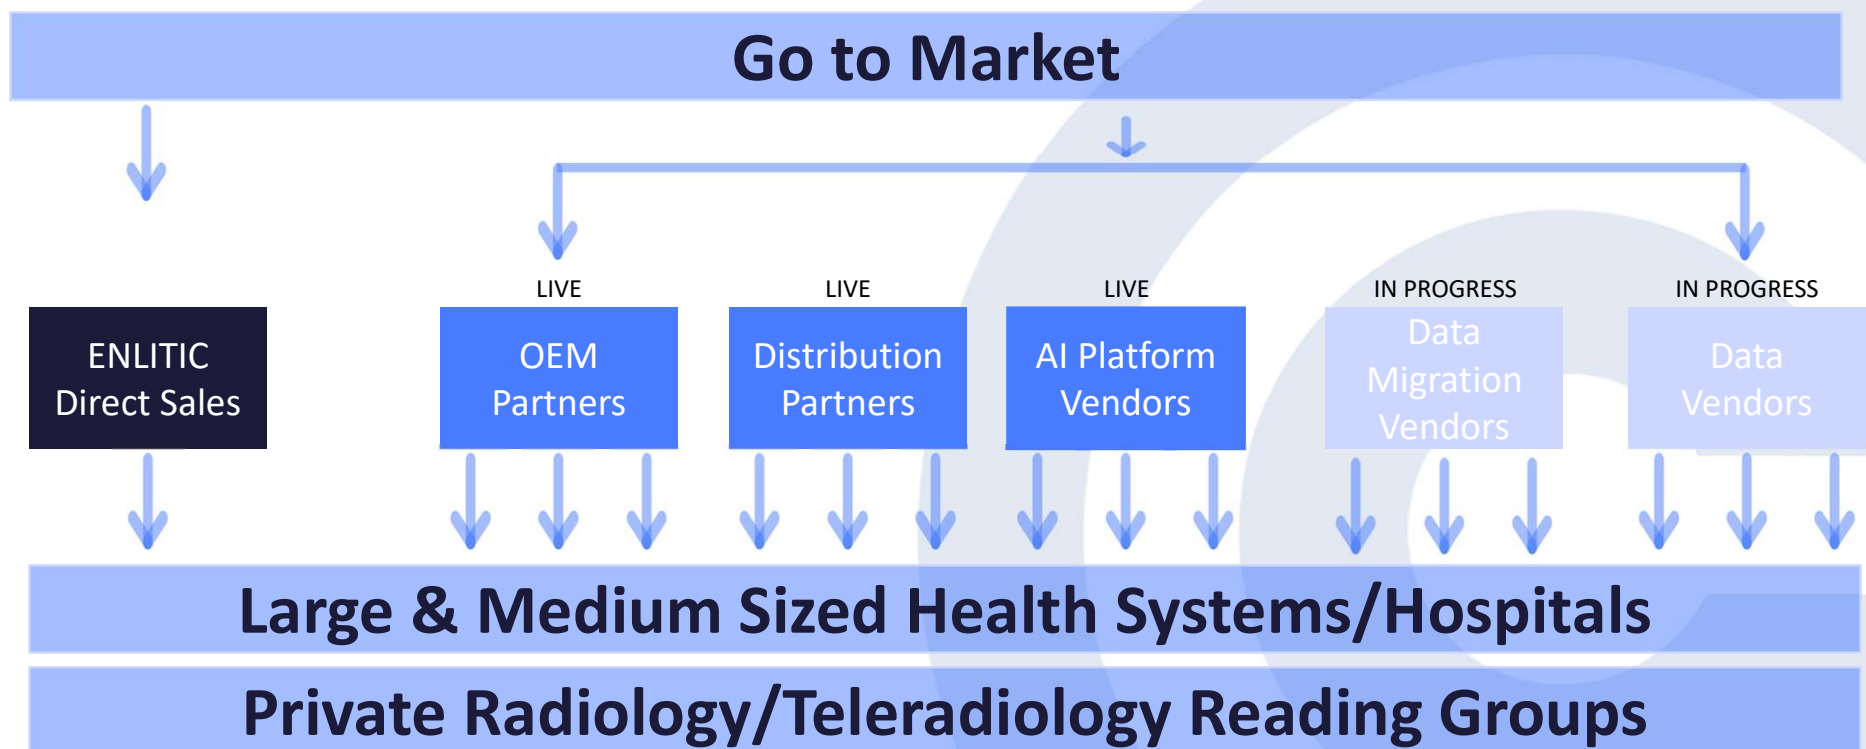 Go to Market
LIVE
LIVE
LIVE
IN PROGRESS
IN PROGRESS
ENLITIC
Direct Sales
OEM
Partners
Distribution
Partners
AI Platform
Vendors
Data
Migration
Vendors
Data
Vendors
Large & Medium Sized Health Systems/Hospitals
Private Radiology/Teleradiology Reading Groups